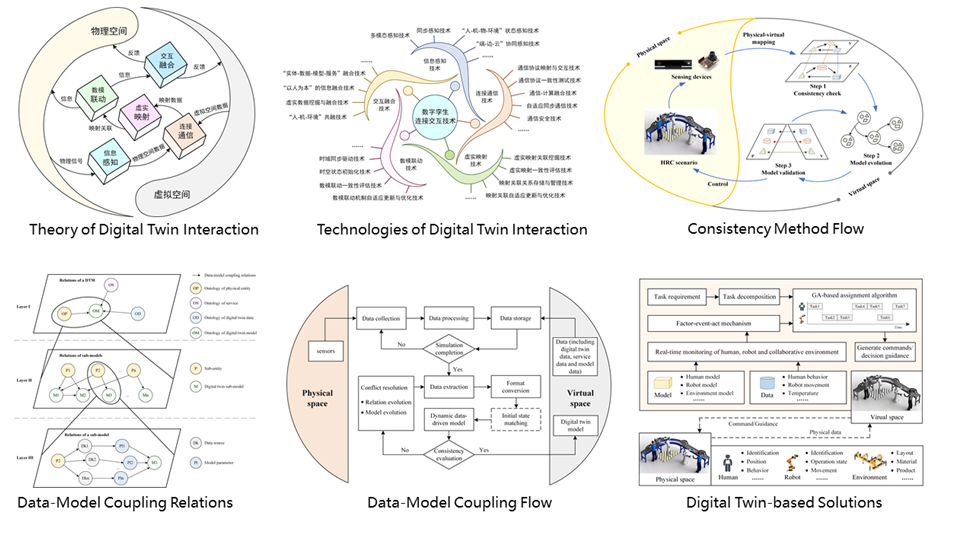 物理空间
反馈
交互
融合
反馈
信息
数模
联动
信息
映射数据
虚实
映射
虚拟空间数据
映射关联
连接
通信
信息
感知
物理信号
物理空间数据
虚拟空间
Theory of Digital Twin Interaction
多模态感知技术
同步感知技术
“人-机-物-环境”状态感知技术
“端-边-云”协同感知技术
......
信息感知
技术
“实体-数据-模型-服务”融合技术
“以人为本”的信息融合技术
虚实数据挖掘与融合技术
“人-机-环境”共融技术
......
交互融合
技术
数字孪生
连接交互技术
连接通信
技术
通信协议映射与交互技术
通信协议一致性测试技术
通信-计算融合技术
自适应同步通信技术
通信安全技术
......
时域同步驱动技术
时空状态初始化技术
数模联动一致性评估技术
数模联动机制自适应更新与优化技术
......
数模联动
技术
虚实映射
技术
虚实映射关联挖掘技术
虚实映射一致性评估技术
映射关联关系存储与管理技术
映射关联自适应更新与优化技术
......
Technologies of Digital Twin Interaction
Physical space
Physical-virtual
mapping
Sensing devices
Step 1
Consistency check
HRC scenario
Step 2
Model evolution
Step 3
Model validation
Control
Virtual space
Consistency Method Flow
Relations of a DTM
Layer I
OS
OP
OM
OD
Data-model coupling relations
OP Ontology of physical entity
OS Ontology of service
OD Ontology of digital twin data
OM Ontology of digital twin model
Relations of sub-models
Layer II
P1
P2
...
Pn
M1
M2
M3
...
Mn
P Sub-entity
M Digital twin sub-model
Relations of a sub-model
Layer III
P2
Dk1
Dk2
Dkn
PI1
PI2
PIn
M3
Dk Data source
PI Model parameter
Data-Model Coupling Relations
Physical
space
sensors
Data collection
Data processing
Data storage
No
Simulation
completion
Yes
Data (including
digital twin
data, service
data and model
data)
Conflict resolution
• Relation evolution
• Model evolution
Data extraction
Format
conversion
Dynamic data-
driven model
Initial state
matching
Virtual
space
Digital twin
model
No
Consistency
evaluation
Yes
Data-Model Coupling Flow
Task requirement
Task decomposition
GA-based assignment algorithm
Task1
Task4
Task7
Task2
Task5
Time
Factor-event-act mechanism
Real-time monitoring of human, robot and collaborative environment
Generate commands/
decision guidance
Model
• Human model
• Robot model
• Environment model
......
Data
• Human behavior
• Robot movement
• Temperature
......
Virual space
Command/Guidance
Physical data
Physical space
Human
• Identification
• Position
• Behavior
......
Robot
• Identification
• Operation state
• Movement
......
Environment
• Layout
• Material
• Product
......
Digital Twin-based Solutions